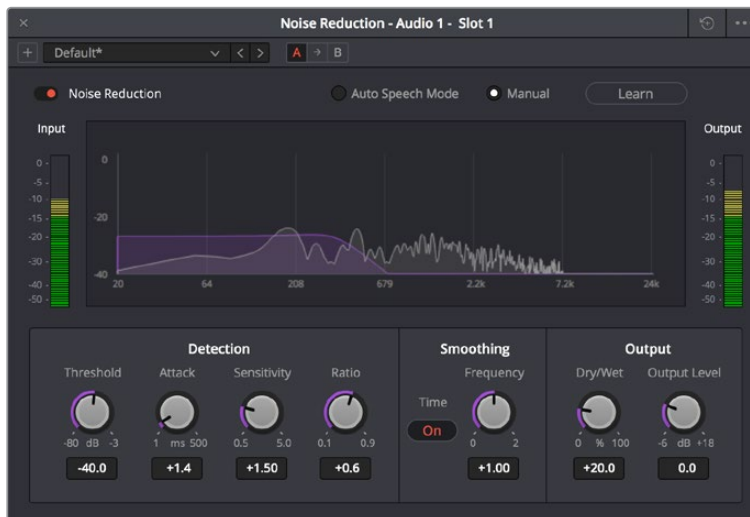 Noise Reduction - Audio 1 - Slot 1
Default*
A
B
Noise Reduction
Auto Speech Mode
Manual
Learn
Input
Output
0
-5
-10
-15
-20
-30
-40
-50
0
-20
-40
20
64
208
679
2.2k
7.2k
24k
0
-5
-10
-15
-20
-30
-40
-50
Detection
Smoothing
Output
Threshold
Attack
Sensitivity
Ratio
Frequency
Dry/Wet
Output Level
Time
On
-80 dB -3
1 ms 500
0.5 5.0
0.1 0.9
0 2
0 % 100
-6 dB +18
-40.0
+1.4
+1.50
+0.6
+1.00
+20.0
0.0